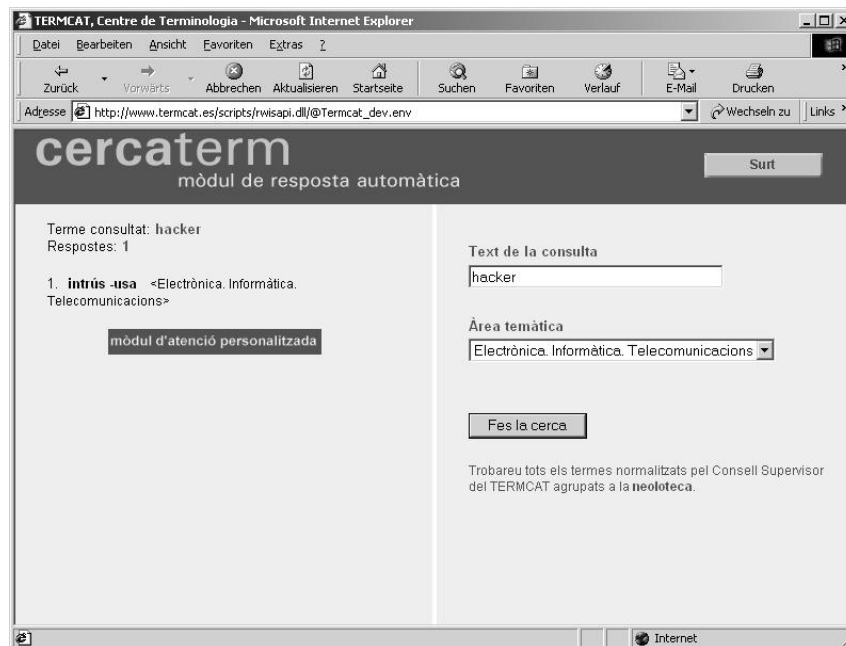 TERMCAT, Centre de Terminologia - Microsoft Internet Explorer
Datei Bearbeiten Ansicht Favoriten Extras ?
Zurück Vorwärts Abbrechen Aktualisieren Startseite Suchen Favoriten Verlauf E-Mail Drucken »
Adresse http://www.termcat.es/scripts/rwisapi.dll/@Termcat_dev.env Wechseln zu Links »
cercaterm
mòdul de resposta automàtica
Surt
Terme consultat: hacker
Respostes: 1
1. intrús -usa <Electrònica. Informàtica.
Telecomunicacions>
mòdul d'atenció personalitzada
Text de la consulta
hacker
Àrea temàtica
Electrònica. Informàtica. Telecomunicacions
Fes la cerca
Trobareu tots els termes normalitzats pel Consell Supervisor
del TERMCAT agrupats a la neoloteca.
Internet